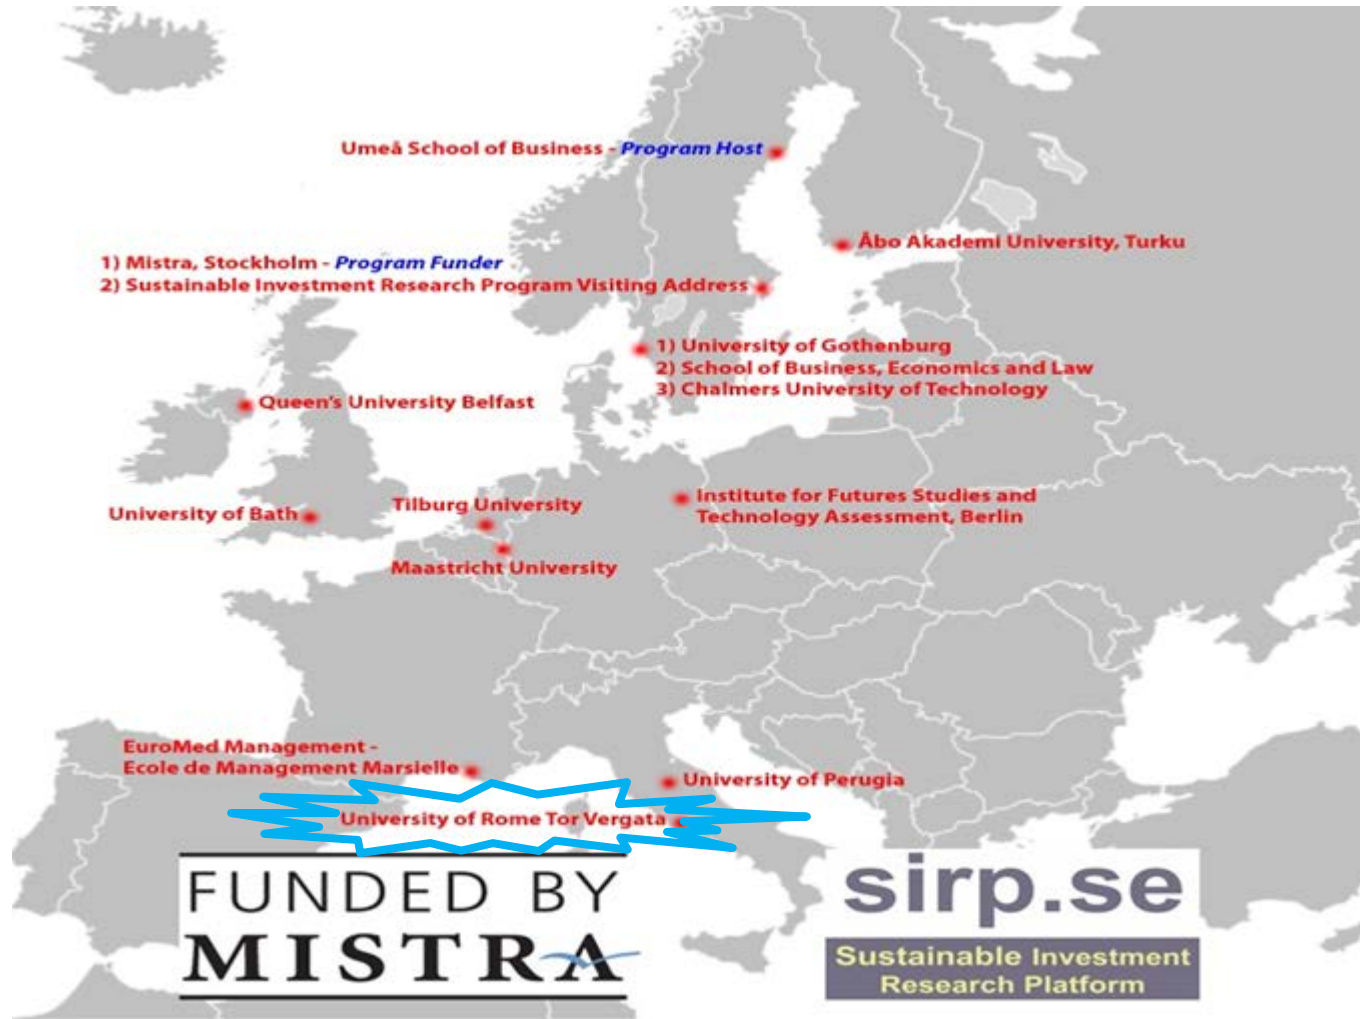 Umeå School of Business - Program Host
Åbo Akademi University, Turku
1) Mistra, Stockholm - Program Funder
2) Sustainable Investment Research Program Visiting Address
1) University of Gothenburg
2) School of Business, Economics and Law
3) Chalmers University of Technology
Queen's University Belfast
Institute for Futures Studies and
Technology Assessment, Berlin
Tilburg University
University of Bath
Maastricht University
EuroMed Management -
Ecole de Management Marsielle
University of Perugia
University of Rome Tor Vergata
FUNDED BY
MISTRA
sirp.se
Sustainable Investment
Research Platform